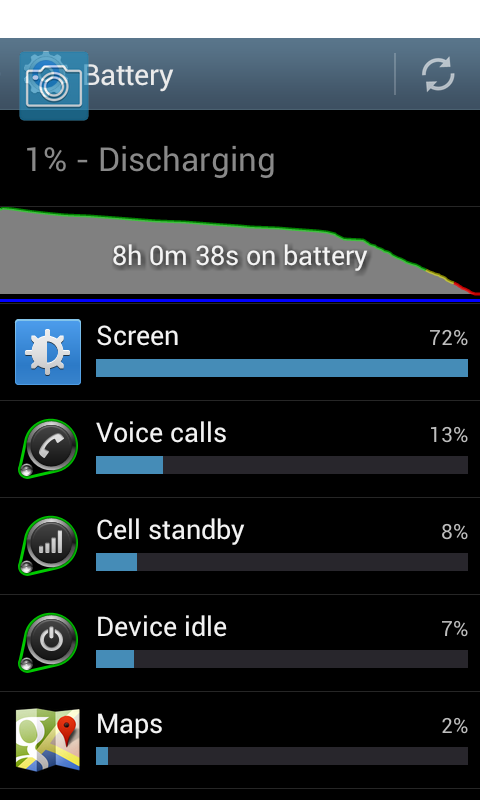 Battery
1% - Discharging
8h 0m 38s on battery
Screen 72%
Voice calls 13%
Cell standby 8%
Device idle 7%
Maps 2%